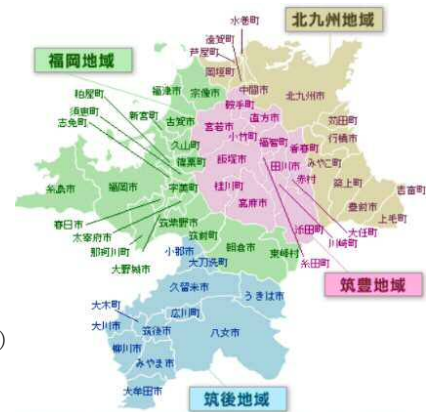 水巻町
遠賀町
芦屋町
北九州地域
岡垣町
福岡地域
福津市
宗像市
中間市
北九州市
粕屋町
須恵町
志免町
新宮町
古賀市
鞍手町
宮若市
直方市
小竹町
福智町
香春町
苅田町
行橋市
みやこ町
久山町
篠栗町
飯塚市
田川市
赤村
築上町
吉富町
糸島市
福岡市
宇美町
桂川町
嘉麻市
豊前市
上毛町
春日市
太宰府市
那珂川町
大野城市
筑紫野市
筑前町
添田町
大任町
川崎町
小郡市
朝倉市
東峰村
糸田町
大刀洗町
筑豊地域
久留米市
うきは市
大木町
広川町
大川市
筑後市
八女市
)
柳川市
みやま市
大牟田市
筑後地域